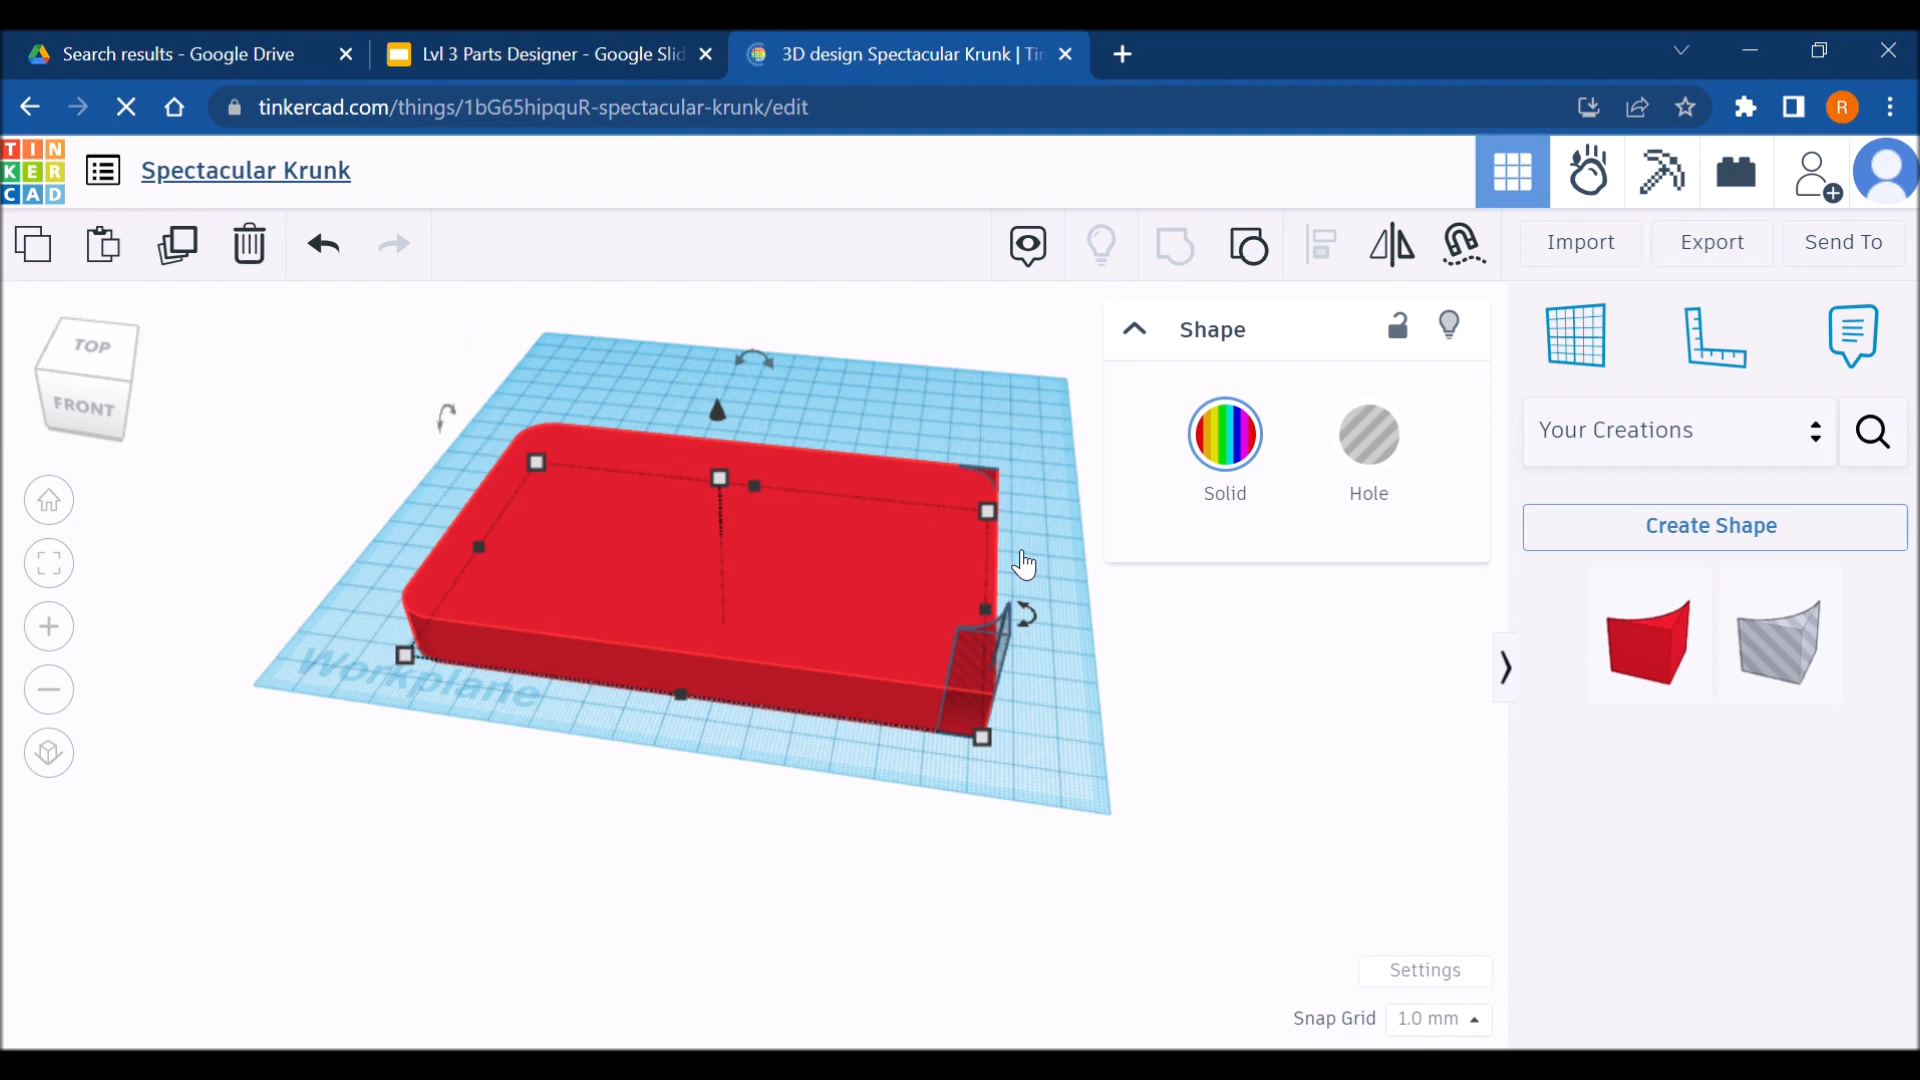 Search results - Google Drive
Lvl 3 Parts Designer - Google Slid
3D design Spectacular Krunk | Tin
tinkercad.com/things/1bG65hipquR-spectacular-krunk/edit
R
TIN
KER
CAD
Spectacular Krunk
Import
Export
Send To
TOP
FRONT
Shape
Solid
Hole
Your Creations
Create Shape
Workplane
Settings
Snap Grid 1.0 mm